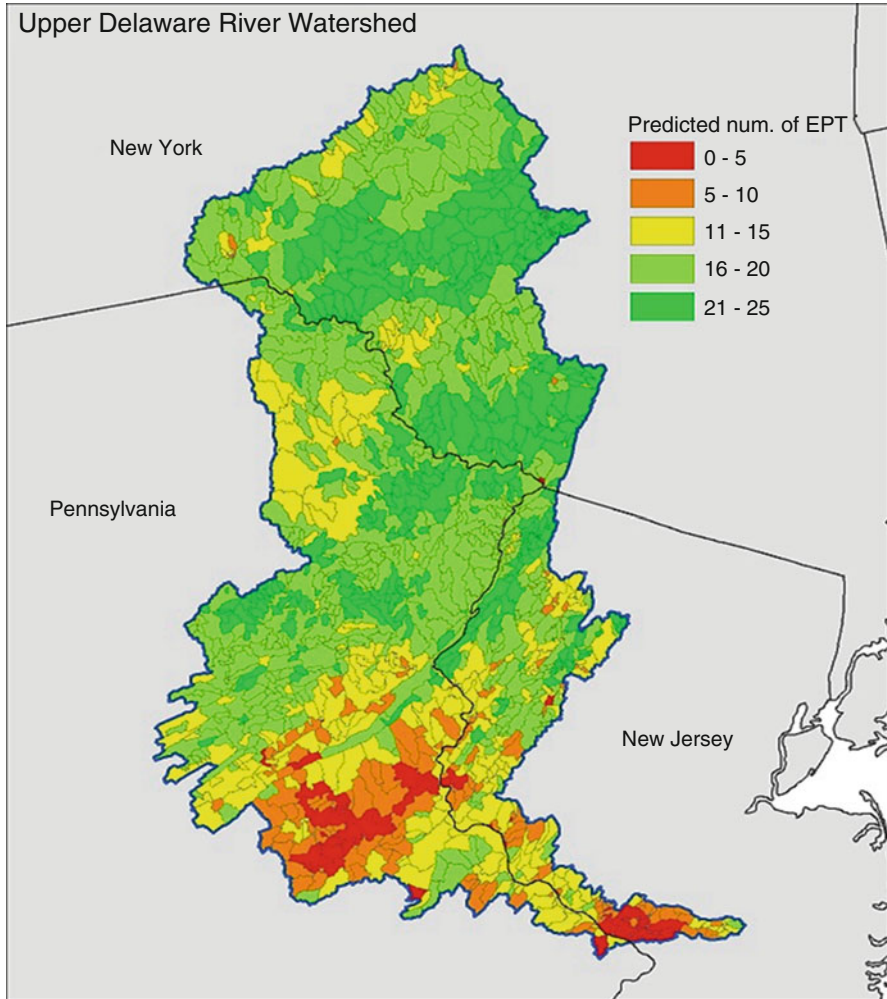 Upper Delaware River Watershed
New York
Predicted num. of EPT
0 - 5
5 - 10
11 - 15
16 - 20
21 - 25
Pennsylvania
New Jersey